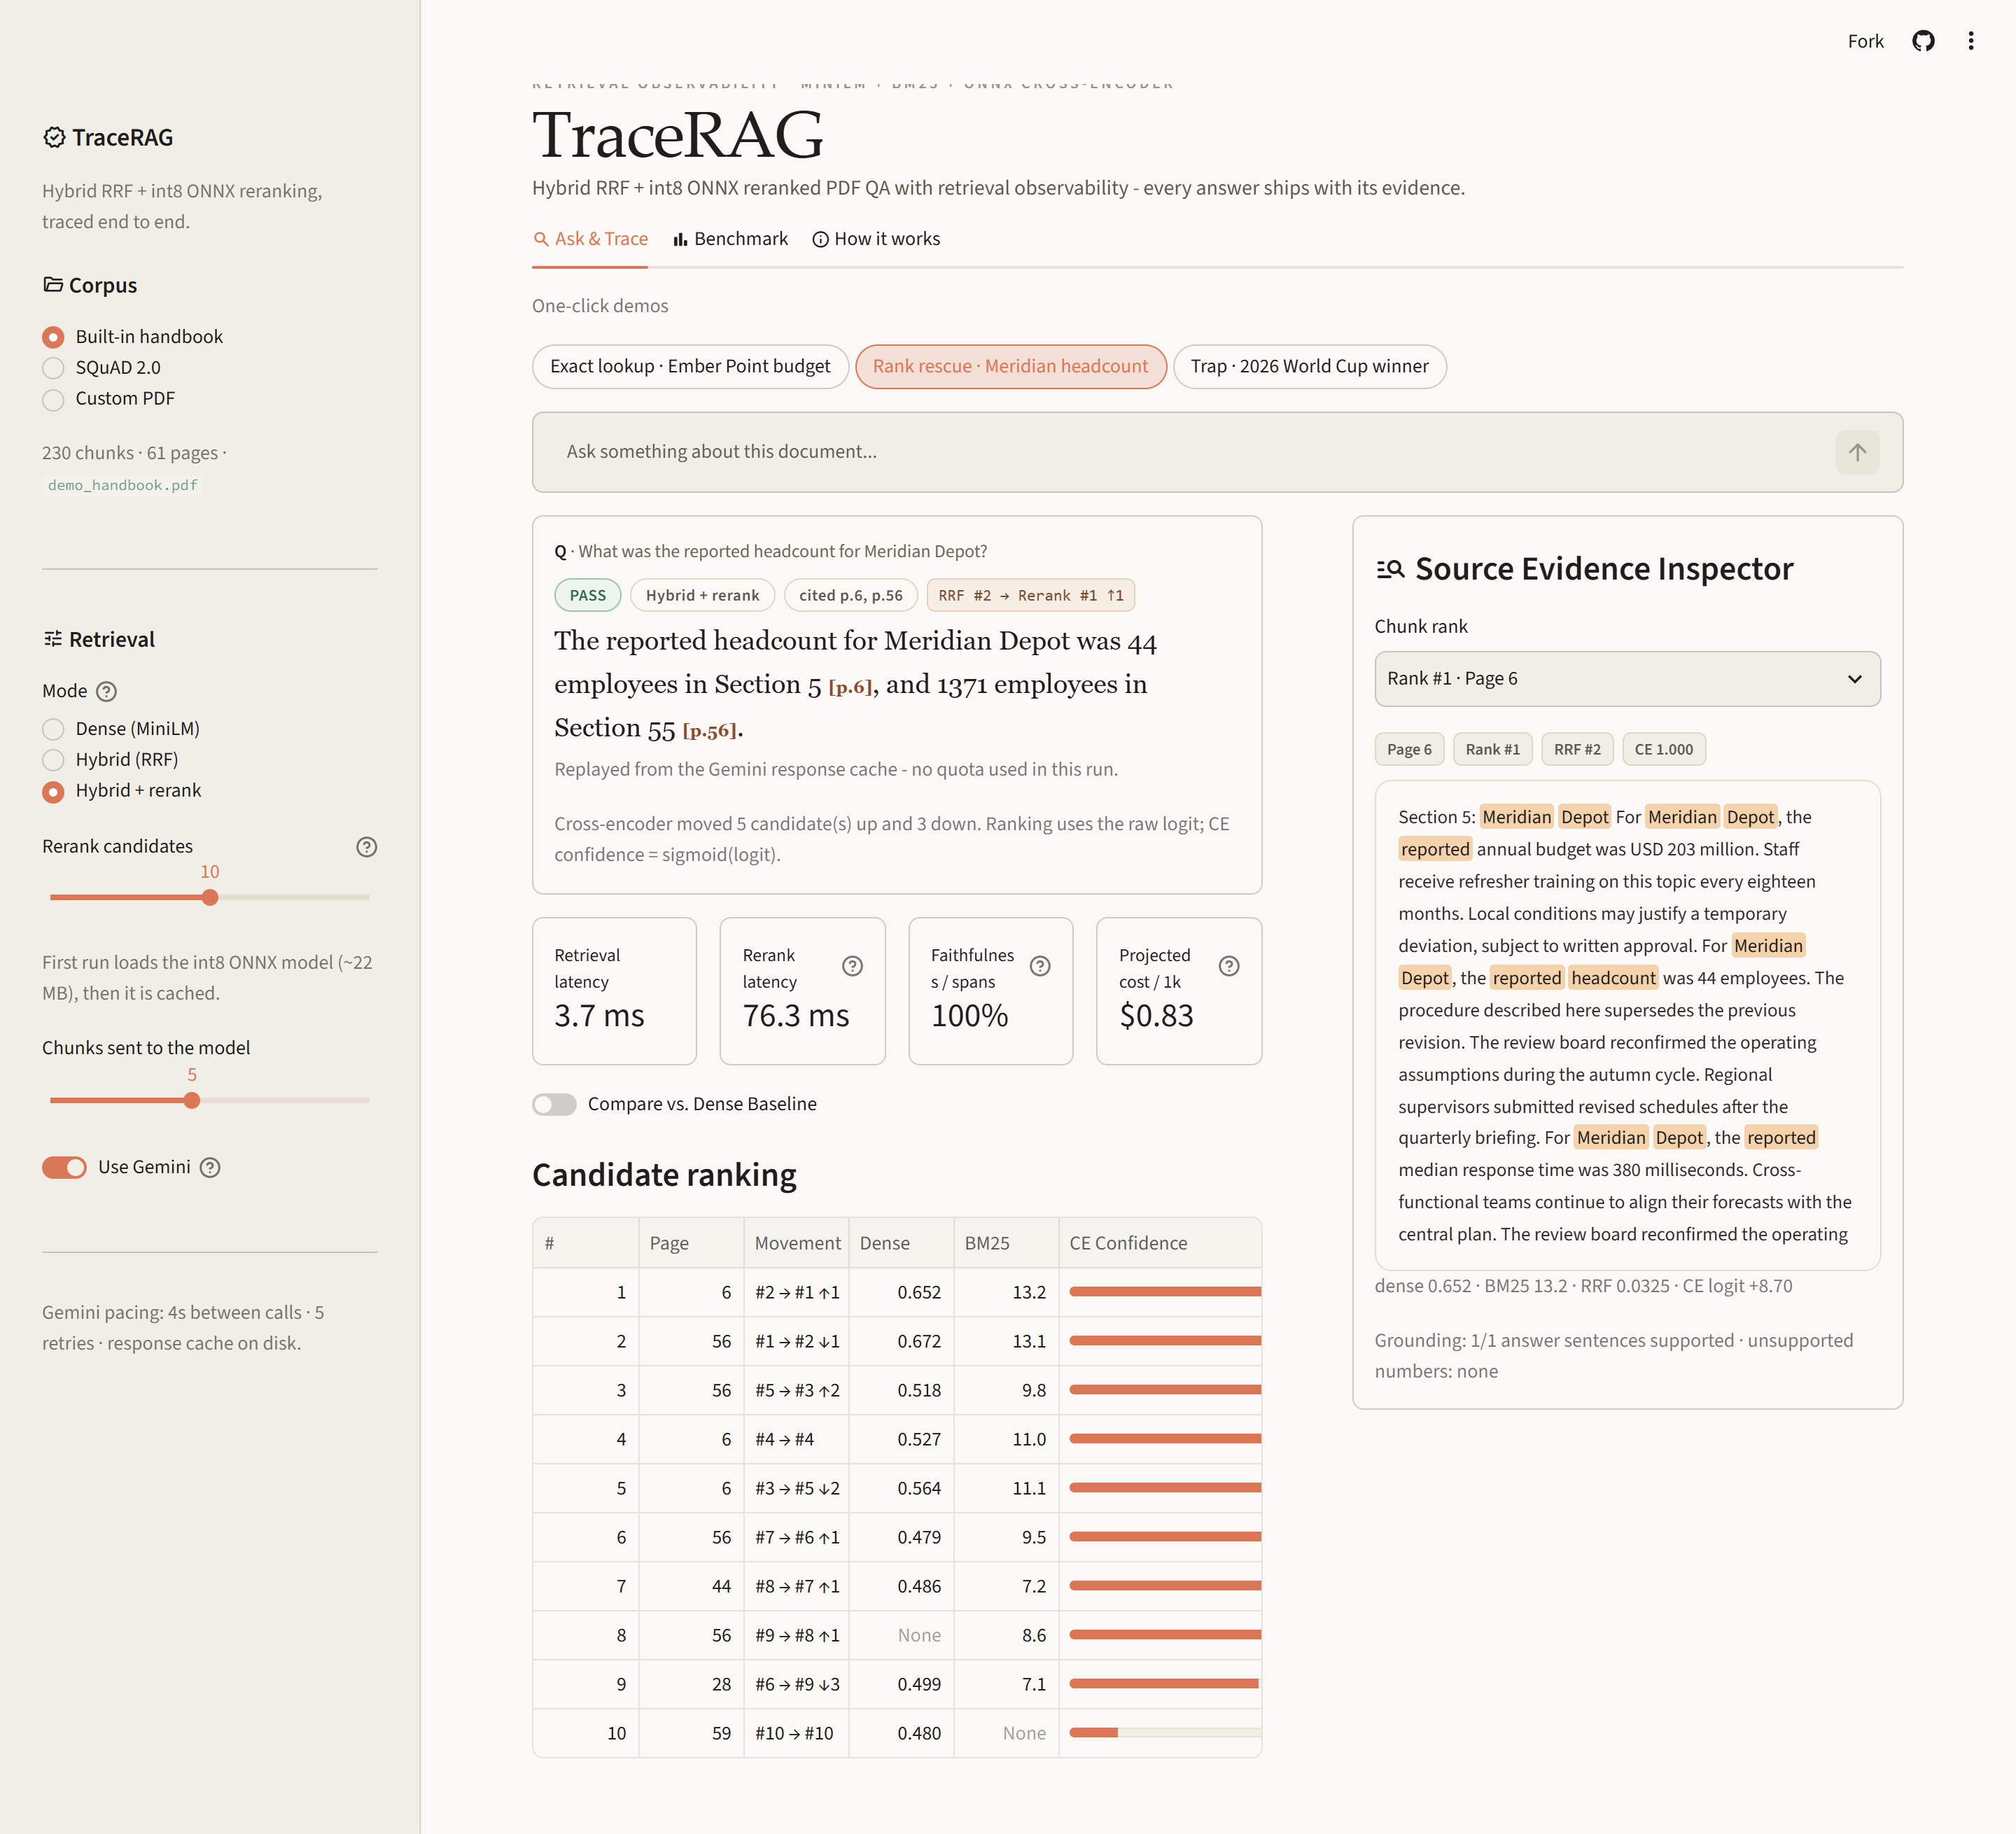 Fork
TraceRAG
Hybrid RRF + int8 ONNX reranking,
traced end to end.
Corpus
Built-in handbook
SQuAD 2.0
Custom PDF
230 chunks · 61 pages ·
demo_handbook.pdf
Retrieval
Mode
Dense (MiniLM)
Hybrid (RRF)
Hybrid + rerank
Rerank candidates
10
First run loads the int8 ONNX model (~22
MB), then it is cached.
Chunks sent to the model
5
Use Gemini
Gemini pacing: 4s between calls · 5
retries · response cache on disk.
RETRIEVAL OBSERVABILITY · MINILM + BM25 + ONNX CROSS-ENCODER
TraceRAG
Hybrid RRF + int8 ONNX reranked PDF QA with retrieval observability - every answer ships with its evidence.
Ask & Trace Benchmark How it works
One-click demos
Exact lookup · Ember Point budget Rank rescue · Meridian headcount Trap · 2026 World Cup winner
Ask something about this document...
Q · What was the reported headcount for Meridian Depot?
PASS Hybrid + rerank cited p.6, p.56 RRF #2 → Rerank #1 ↑1
The reported headcount for Meridian Depot was 44
employees in Section 5 [p.6], and 1371 employees in
Section 55 [p.56].
Replayed from the Gemini response cache - no quota used in this run.
Cross-encoder moved 5 candidate(s) up and 3 down. Ranking uses the raw logit; CE
confidence = sigmoid(logit).
Retrieval
latency
3.7 ms
Rerank
latency
76.3 ms
Faithfulnes
s / spans
100%
Projected
cost / 1k
$0.83
Compare vs. Dense Baseline
Candidate ranking
# Page Movement Dense BM25 CE Confidence
1 6 #2 → #1 ↑1 0.652 13.2
2 56 #1 → #2 ↓1 0.672 13.1
3 56 #5 → #3 ↑2 0.518 9.8
4 6 #4 → #4 0.527 11.0
5 6 #3 → #5 ↓2 0.564 11.1
6 56 #7 → #6 ↑1 0.479 9.5
7 44 #8 → #7 ↑1 0.486 7.2
8 56 #9 → #8 ↑1 None 8.6
9 28 #6 → #9 ↓3 0.499 7.1
10 59 #10 → #10 0.480 None
Source Evidence Inspector
Chunk rank
Rank #1 · Page 6
Page 6 Rank #1 RRF #2 CE 1.000
Section 5: Meridian Depot For Meridian Depot, the
reported annual budget was USD 203 million. Staff
receive refresher training on this topic every eighteen
months. Local conditions may justify a temporary
deviation, subject to written approval. For Meridian
Depot, the reported headcount was 44 employees. The
procedure described here supersedes the previous
revision. The review board reconfirmed the operating
assumptions during the autumn cycle. Regional
supervisors submitted revised schedules after the
quarterly briefing. For Meridian Depot, the reported
median response time was 380 milliseconds. Cross-
functional teams continue to align their forecasts with the
central plan. The review board reconfirmed the operating
dense 0.652 · BM25 13.2 · RRF 0.0325 · CE logit +8.70
Grounding: 1/1 answer sentences supported · unsupported
numbers: none